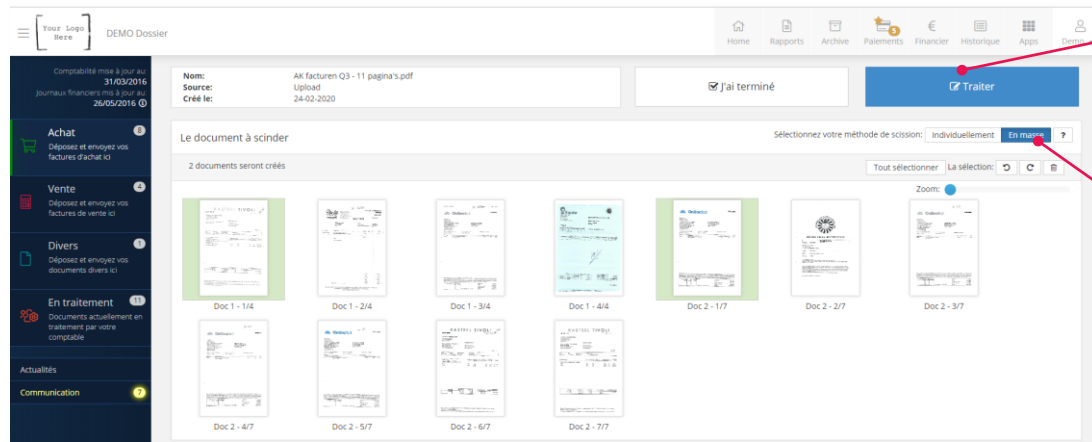 Your Logo
Here
DEMO Dossier
Home
Rapports
Archive
5
Paiements
€
Financier
Historique
Apps
Demo
Comptabilité mise à jour au:
31/03/2016
Journaux financiers mis à jour au:
26/05/2016
Achat 8
Déposez et envoyez vos
factures d'achat ici
Vente 4
Déposez et envoyez vos
factures de vente ici
Divers 1
Déposez et envoyez vos
documents divers ici
En traitement 11
Documents actuellement en
traitement par votre
comptable
Actualités
Communication 7
Nom: AK facturen Q3 - 11 pagina's.pdf
Source: Upload
Créé le: 24-02-2020
J'ai terminé
Traiter
Le document à scinder
Sélectionnez votre méthode de scission: Individuellement En masse ?
2 documents seront créés
Tout sélectionner La sélection:
Zoom:
Doc 1 - 1/4
Doc 1 - 2/4
Doc 1 - 3/4
Doc 1 - 4/4
Doc 2 - 1/7
Doc 2 - 2/7
Doc 2 - 3/7
Doc 2 - 4/7
Doc 2 - 5/7
Doc 2 - 6/7
Doc 2 - 7/7